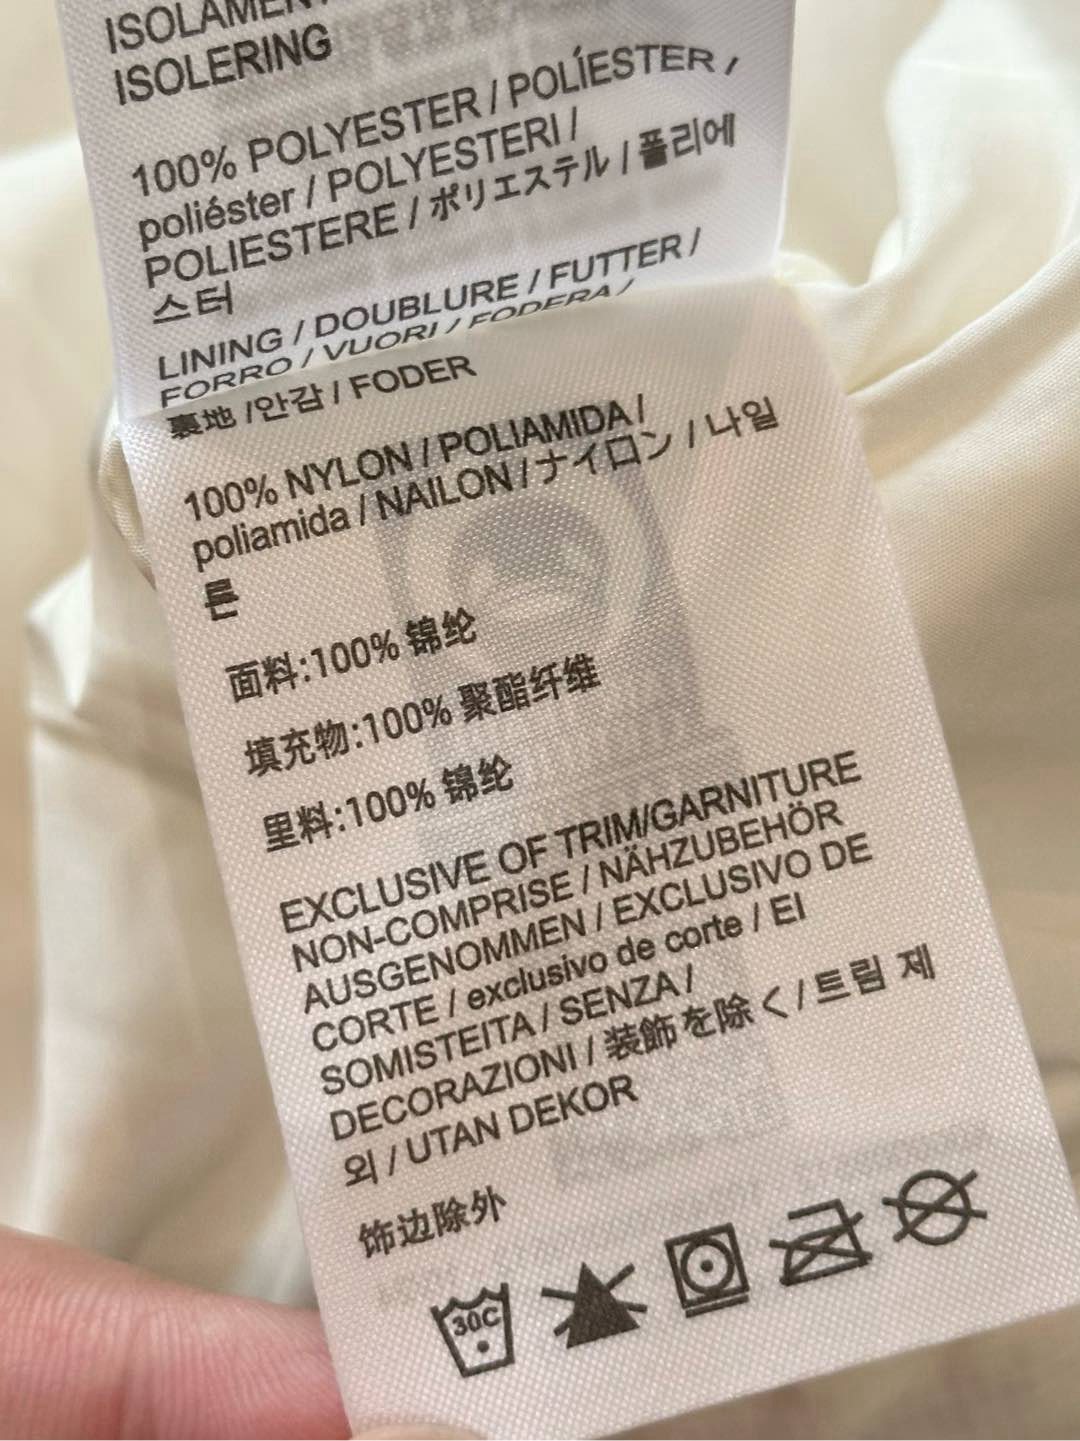 ISOLAMENT
ISOLERING
100% POLYESTER / POLÍESTER /
poliéster / POLYESTERI /
POLIESTERE / ポリエステル / 폴리에
스터
LINING / DOUBLURE / FUTTER /
FORRO / VUORI / FODERA /
裏地 /안감 / FODER
100% NYLON / POLIAMIDA /
poliamida / NAILON / ナイロン / 나일
론
面料:100% 锦纶
填充物:100% 聚酯纤维
里料:100% 锦纶
EXCLUSIVE OF TRIM/GARNITURE
NON-COMPRISE / NÄHZUBEHÖR
AUSGENOMMEN / EXCLUSIVO DE
CORTE / exclusivo de corte / EI
SOMISTEITA / SENZA /
DECORAZIONI / 装飾を除く / 트림 제
외 / UTAN DEKOR
饰边除外
30C